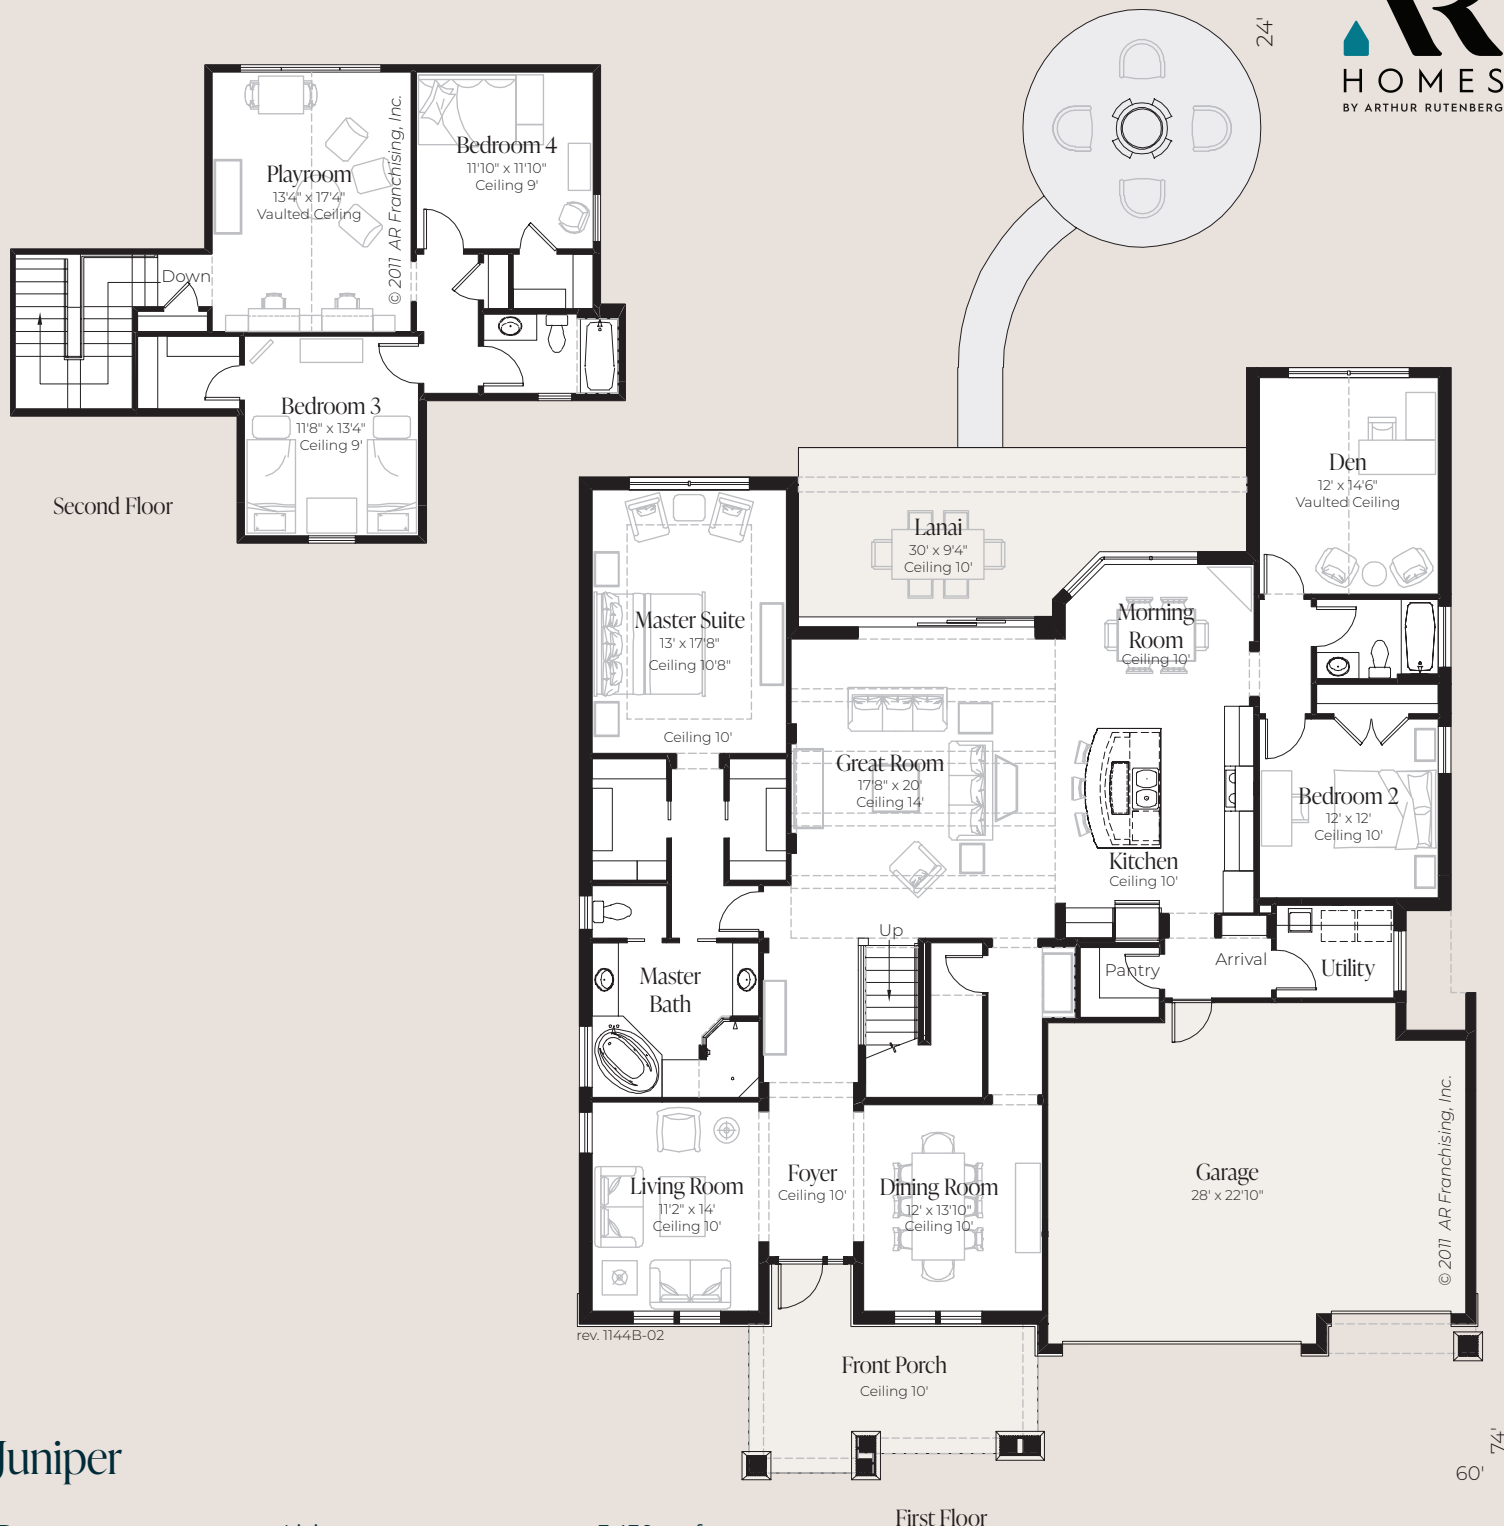 24'
HOMES
BY ARTHUR RUTENBERG
Playroom
13'4" x 17'4"
Vaulted Ceiling
© 2011 AR Franchising, Inc.
Bedroom 4
11'10" x 11'10"
Ceiling 9'
Down
Bedroom 3
11'8" x 13'4"
Ceiling 9'
Second Floor
Den
12' x 14'6"
Vaulted Ceiling
Lanai
30' x 9'4"
Ceiling 10'
Master Suite
13' x 17'8"
Ceiling 10'8"
Ceiling 10'
Morning
Room
Ceiling 10'
Great Room
17'8" x 20'
Ceiling 14'
Bedroom 2
12' x 12'
Ceiling 10'
Kitchen
Ceiling 10'
Up
Pantry
Arrival
Utility
Master
Bath
Living Room
11'2" x 14'
Ceiling 10'
Foyer
Ceiling 10'
Dining Room
12' x 13'10"
Ceiling 10'
Garage
28' x 22'10"
© 2011 AR Franchising, Inc.
rev. 1144B-02
Front Porch
Ceiling 10'
Juniper
74'
60'
First Floor